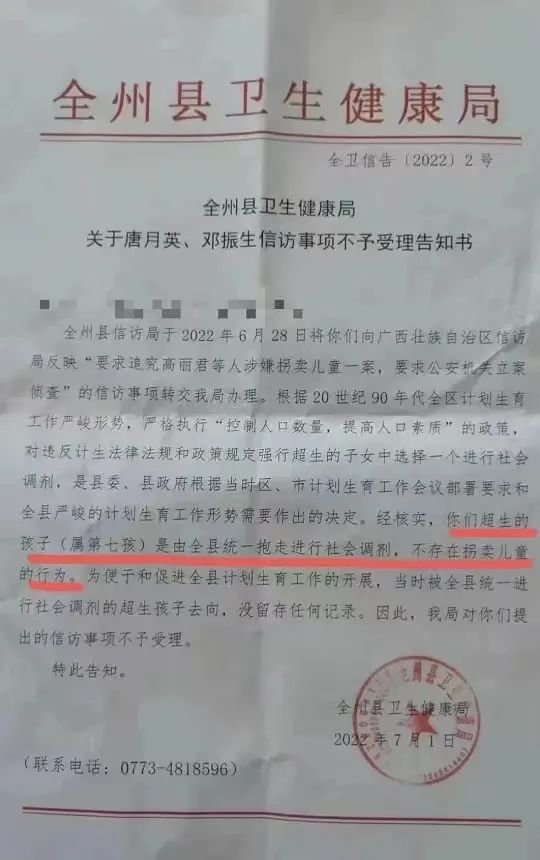 全州县卫生健康局
全卫信告〔2022〕2号
全州县卫生健康局
关于唐月英、邓振生信访事项不予受理告知书
全州县信访局于2022年6月28日将你们向广西壮族自治区信访
局反映“要求追究高丽君等人涉嫌拐卖儿童一案，要求公安机关立案
侦查”的信访事项转交我局办理。根据20世纪90年代全区计划生育
工作严峻形势，严格执行“控制人口数量，提高人口素质”的政策，
对违反计生法律法规和政策规定强行超生的子女中选择一个进行社会
调剂，是县委、县政府根据当时区、市计划生育工作会议部署要求和
全县严峻的计划生育工作形势需要作出的决定。经核实，你们超生的
孩子（属第七孩）是由全县统一抱走进行社会调剂，不存在拐卖儿童
的行为。为便于和促进全县计划生育工作的开展，当时被全县统一进
行社会调剂的超生孩子去向，没留存任何记录。因此，我局对你们提
出的信访事项不予受理。
特此告知。
全州县卫生健康局
2022年7月1日
（联系电话：0773-4818596）